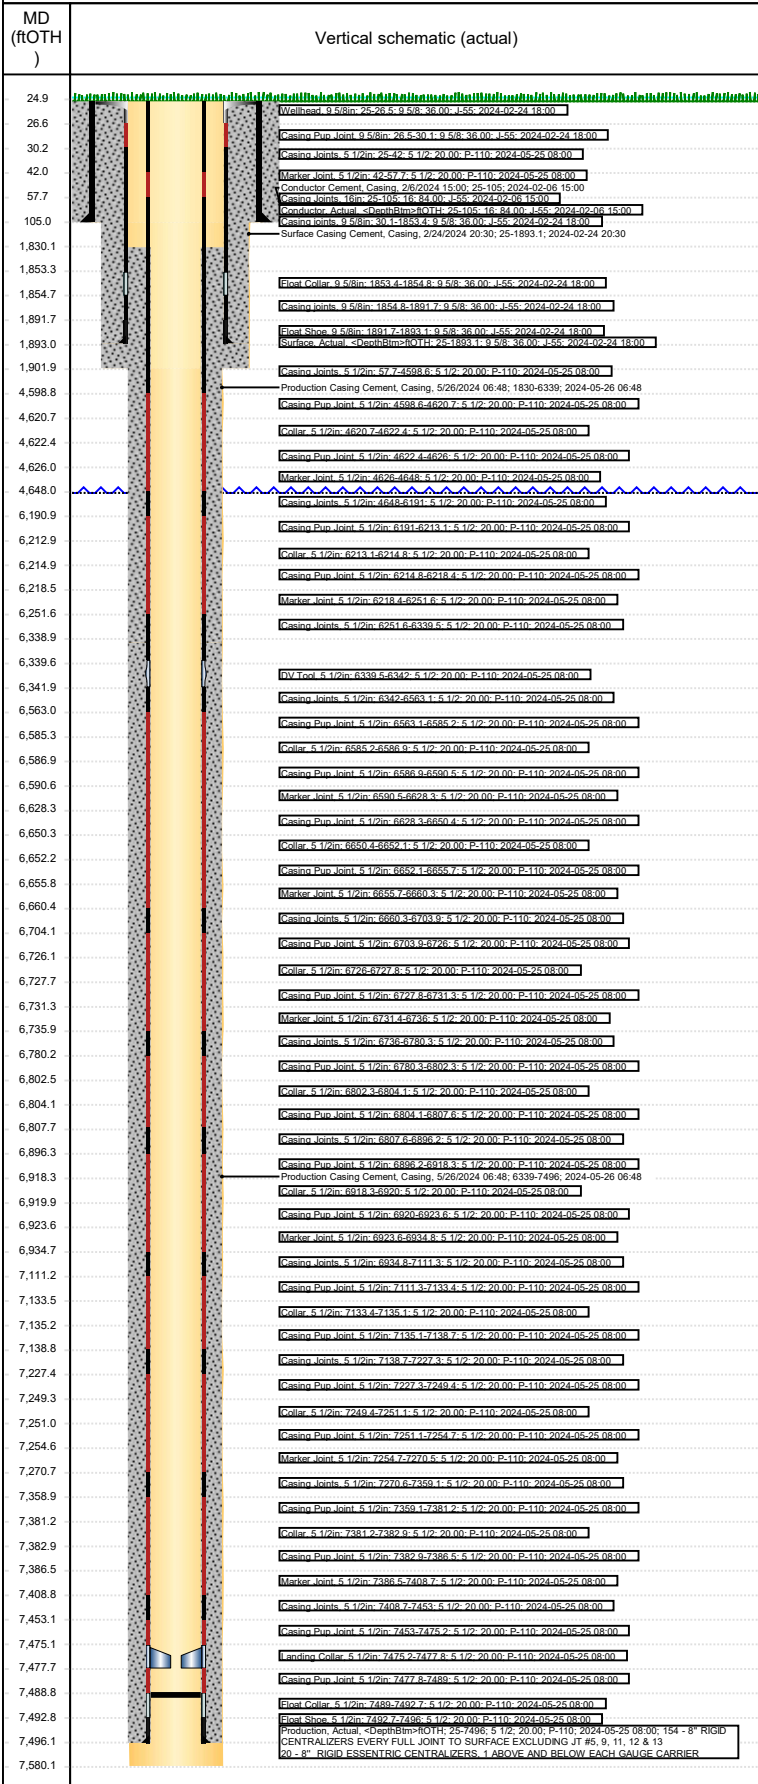 MD
(ftOTH
)
Vertical schematic (actual)
24.9
Wellhead, 9 5/8in; 25-26.5; 9 5/8; 36.00; J-55; 2024-02-24 18:00
26.6
Casing Pup Joint, 9 5/8in; 26.5-30.1; 9 5/8; 36.00; J-55; 2024-02-24 18:00
30.2
Casing Joints, 5 1/2in; 25-42; 5 1/2; 20.00; P-110; 2024-05-25 08:00
42.0
Marker Joint, 5 1/2in; 42-57.7; 5 1/2; 20.00; P-110; 2024-05-25 08:00
Conductor Cement, Casing, 2/6/2024 15:00; 25-105; 2024-02-06 15:00
57.7
Casing Joints, 16in; 25-105; 16; 84.00; J-55; 2024-02-06 15:00
Conductor, Actual, <DepthBtm>ftOTH; 25-105; 16; 84.00; J-55; 2024-02-06 15:00
105.0
Casing joints, 9 5/8in; 30.1-1853.4; 9 5/8; 36.00; J-55; 2024-02-24 18:00
Surface Casing Cement, Casing, 2/24/2024 20:30; 25-1893.1; 2024-02-24 20:30
1,830.1
1,853.3
Float Collar, 9 5/8in; 1853.4-1854.8; 9 5/8; 36.00; J-55; 2024-02-24 18:00
1,854.7
Casing joints, 9 5/8in; 1854.8-1891.7; 9 5/8; 36.00; J-55; 2024-02-24 18:00
1,891.7
Float Shoe, 9 5/8in; 1891.7-1893.1; 9 5/8; 36.00; J-55; 2024-02-24 18:00
1,893.0
Surface, Actual, <DepthBtm>ftOTH; 25-1893.1; 9 5/8; 36.00; J-55; 2024-02-24 18:00
1,901.9
Casing Joints, 5 1/2in; 57.7-4598.6; 5 1/2; 20.00; P-110; 2024-05-25 08:00
4,598.8
Production Casing Cement, Casing, 5/26/2024 06:48; 1830-6339; 2024-05-26 06:48
Casing Pup Joint, 5 1/2in; 4598.6-4620.7; 5 1/2; 20.00; P-110; 2024-05-25 08:00
4,620.7
Collar, 5 1/2in; 4620.7-4622.4; 5 1/2; 20.00; P-110; 2024-05-25 08:00
4,622.4
Casing Pup Joint, 5 1/2in; 4622.4-4626; 5 1/2; 20.00; P-110; 2024-05-25 08:00
4,626.0
Marker Joint, 5 1/2in; 4626-4648; 5 1/2; 20.00; P-110; 2024-05-25 08:00
4,648.0
Casing Joints, 5 1/2in; 4648-6191; 5 1/2; 20.00; P-110; 2024-05-25 08:00
6,190.9
Casing Pup Joint, 5 1/2in; 6191-6213.1; 5 1/2; 20.00; P-110; 2024-05-25 08:00
6,212.9
Collar, 5 1/2in; 6213.1-6214.8; 5 1/2; 20.00; P-110; 2024-05-25 08:00
6,214.9
Casing Pup Joint, 5 1/2in; 6214.8-6218.4; 5 1/2; 20.00; P-110; 2024-05-25 08:00
6,218.5
Marker Joint, 5 1/2in; 6218.4-6251.6; 5 1/2; 20.00; P-110; 2024-05-25 08:00
6,251.6
Casing Joints, 5 1/2in; 6251.6-6339.5; 5 1/2; 20.00; P-110; 2024-05-25 08:00
6,338.9
6,339.6
DV Tool, 5 1/2in; 6339.5-6342; 5 1/2; 20.00; P-110; 2024-05-25 08:00
6,341.9
Casing Joints, 5 1/2in; 6342-6563.1; 5 1/2; 20.00; P-110; 2024-05-25 08:00
6,563.0
Casing Pup Joint, 5 1/2in; 6563.1-6585.2; 5 1/2; 20.00; P-110; 2024-05-25 08:00
6,585.3
Collar, 5 1/2in; 6585.2-6586.9; 5 1/2; 20.00; P-110; 2024-05-25 08:00
6,586.9
Casing Pup Joint, 5 1/2in; 6586.9-6590.5; 5 1/2; 20.00; P-110; 2024-05-25 08:00
6,590.6
Marker Joint, 5 1/2in; 6590.5-6628.3; 5 1/2; 20.00; P-110; 2024-05-25 08:00
6,628.3
Casing Pup Joint, 5 1/2in; 6628.3-6650.4; 5 1/2; 20.00; P-110; 2024-05-25 08:00
6,650.3
Collar, 5 1/2in; 6650.4-6652.1; 5 1/2; 20.00; P-110; 2024-05-25 08:00
6,652.2
Casing Pup Joint, 5 1/2in; 6652.1-6655.7; 5 1/2; 20.00; P-110; 2024-05-25 08:00
6,655.8
Marker Joint, 5 1/2in; 6655.7-6660.3; 5 1/2; 20.00; P-110; 2024-05-25 08:00
6,660.4
Casing Joints, 5 1/2in; 6660.3-6703.9; 5 1/2; 20.00; P-110; 2024-05-25 08:00
6,704.1
Casing Pup Joint, 5 1/2in; 6703.9-6726; 5 1/2; 20.00; P-110; 2024-05-25 08:00
6,726.1
Collar, 5 1/2in; 6726-6727.8; 5 1/2; 20.00; P-110; 2024-05-25 08:00
6,727.7
Casing Pup Joint, 5 1/2in; 6727.8-6731.3; 5 1/2; 20.00; P-110; 2024-05-25 08:00
6,731.3
Marker Joint, 5 1/2in; 6731.4-6736; 5 1/2; 20.00; P-110; 2024-05-25 08:00
6,735.9
Casing Joints, 5 1/2in; 6736-6780.3; 5 1/2; 20.00; P-110; 2024-05-25 08:00
6,780.2
Casing Pup Joint, 5 1/2in; 6780.3-6802.3; 5 1/2; 20.00; P-110; 2024-05-25 08:00
6,802.5
Collar, 5 1/2in; 6802.3-6804.1; 5 1/2; 20.00; P-110; 2024-05-25 08:00
6,804.1
Casing Pup Joint, 5 1/2in; 6804.1-6807.6; 5 1/2; 20.00; P-110; 2024-05-25 08:00
6,807.7
Casing Joints, 5 1/2in; 6807.6-6896.2; 5 1/2; 20.00; P-110; 2024-05-25 08:00
6,896.3
Casing Pup Joint, 5 1/2in; 6896.2-6918.3; 5 1/2; 20.00; P-110; 2024-05-25 08:00
6,918.3
Production Casing Cement, Casing, 5/26/2024 06:48; 6339-7496; 2024-05-26 06:48
Collar, 5 1/2in; 6918.3-6920; 5 1/2; 20.00; P-110; 2024-05-25 08:00
6,919.9
Casing Pup Joint, 5 1/2in; 6920-6923.6; 5 1/2; 20.00; P-110; 2024-05-25 08:00
6,923.6
Marker Joint, 5 1/2in; 6923.6-6934.8; 5 1/2; 20.00; P-110; 2024-05-25 08:00
6,934.7
Casing Joints, 5 1/2in; 6934.8-7111.3; 5 1/2; 20.00; P-110; 2024-05-25 08:00
7,111.2
Casing Pup Joint, 5 1/2in; 7111.3-7133.4; 5 1/2; 20.00; P-110; 2024-05-25 08:00
7,133.5
Collar, 5 1/2in; 7133.4-7135.1; 5 1/2; 20.00; P-110; 2024-05-25 08:00
7,135.2
Casing Pup Joint, 5 1/2in; 7135.1-7138.7; 5 1/2; 20.00; P-110; 2024-05-25 08:00
7,138.8
Casing Joints, 5 1/2in; 7138.7-7227.3; 5 1/2; 20.00; P-110; 2024-05-25 08:00
7,227.4
Casing Pup Joint, 5 1/2in; 7227.3-7249.4; 5 1/2; 20.00; P-110; 2024-05-25 08:00
7,249.3
Collar, 5 1/2in; 7249.4-7251.1; 5 1/2; 20.00; P-110; 2024-05-25 08:00
7,251.0
Casing Pup Joint, 5 1/2in; 7251.1-7254.7; 5 1/2; 20.00; P-110; 2024-05-25 08:00
7,254.6
Marker Joint, 5 1/2in; 7254.7-7270.5; 5 1/2; 20.00; P-110; 2024-05-25 08:00
7,270.7
Casing Joints, 5 1/2in; 7270.6-7359.1; 5 1/2; 20.00; P-110; 2024-05-25 08:00
7,358.9
Casing Pup Joint, 5 1/2in; 7359.1-7381.2; 5 1/2; 20.00; P-110; 2024-05-25 08:00
7,381.2
Collar, 5 1/2in; 7381.2-7382.9; 5 1/2; 20.00; P-110; 2024-05-25 08:00
7,382.9
Casing Pup Joint, 5 1/2in; 7382.9-7386.5; 5 1/2; 20.00; P-110; 2024-05-25 08:00
7,386.5
Marker Joint, 5 1/2in; 7386.5-7408.7; 5 1/2; 20.00; P-110; 2024-05-25 08:00
7,408.8
Casing Joints, 5 1/2in; 7408.7-7453; 5 1/2; 20.00; P-110; 2024-05-25 08:00
7,453.1
Casing Pup Joint, 5 1/2in; 7453-7475.2; 5 1/2; 20.00; P-110; 2024-05-25 08:00
7,475.1
Landing Collar, 5 1/2in; 7475.2-7477.8; 5 1/2; 20.00; P-110; 2024-05-25 08:00
7,477.7
Casing Pup Joint, 5 1/2in; 7477.8-7489; 5 1/2; 20.00; P-110; 2024-05-25 08:00
7,488.8
Float Collar, 5 1/2in; 7489-7492.7; 5 1/2; 20.00; P-110; 2024-05-25 08:00
7,492.8
Float Shoe, 5 1/2in; 7492.7-7496; 5 1/2; 20.00; P-110; 2024-05-25 08:00
Production, Actual, <DepthBtm>ftOTH; 25-7496; 5 1/2; 20.00; P-110; 2024-05-25 08:00; 154 - 8" RIGID
7,496.1
CENTRALIZERS EVERY FULL JOINT TO SURFACE EXCLUDING JT #5, 9, 11, 12 & 13
20 - 8" RIGID ESSENTRIC CENTRALIZERS, 1 ABOVE AND BELOW EACH GAUGE CARRIER
7,580.1